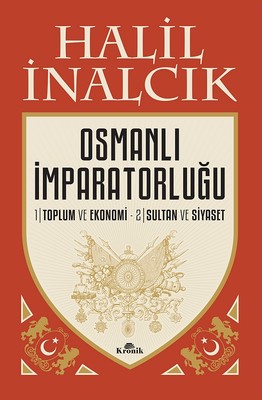 HALİL
İNALCIK
OSMANLI
İMPARATORLUĞU
1|TOPLUM VE EKONOMİ - 2|SULTAN VE SİYASET
Kronik